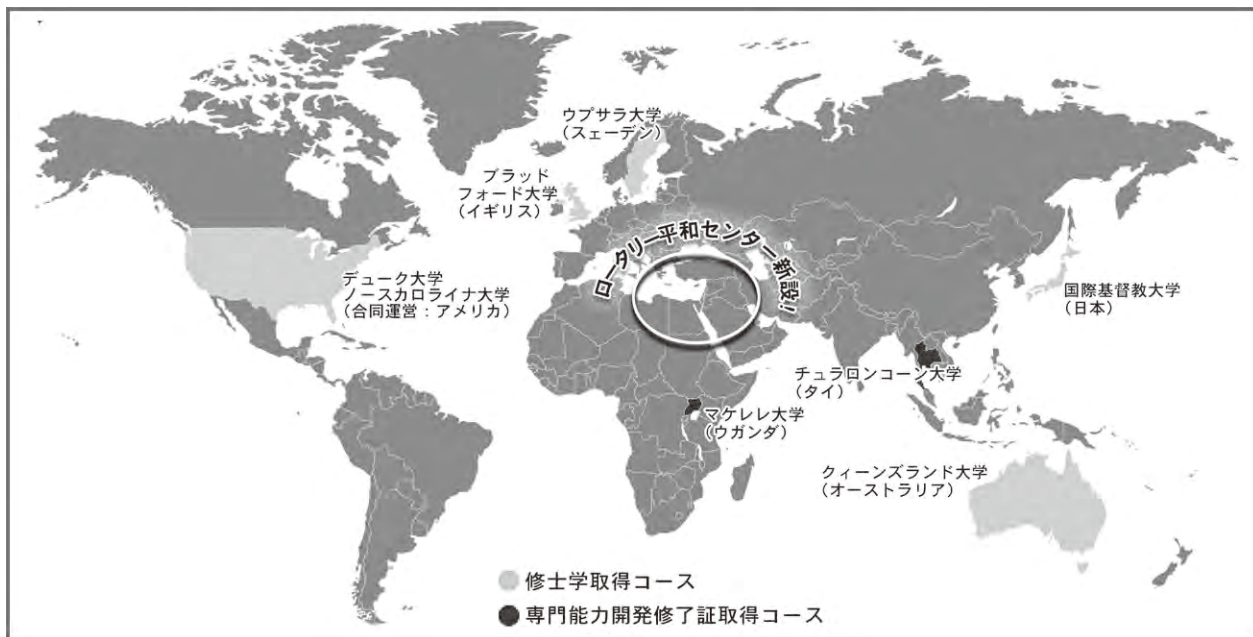 ウプサラ大学
(スェーデン)
ブラッド
フォード大学
(イギリス)
ロータリー平和センター新設!
デューク大学
ノースカロライナ大学
(合同運営:アメリカ)
国際基督教大学
(日本)
チュラロンコーン大学
(タイ)
マケレレ大学
(ウガンダ)
クィーンズランド大学
(オーストラリア)
修士学取得コース
専門能力開発修了証取得コース